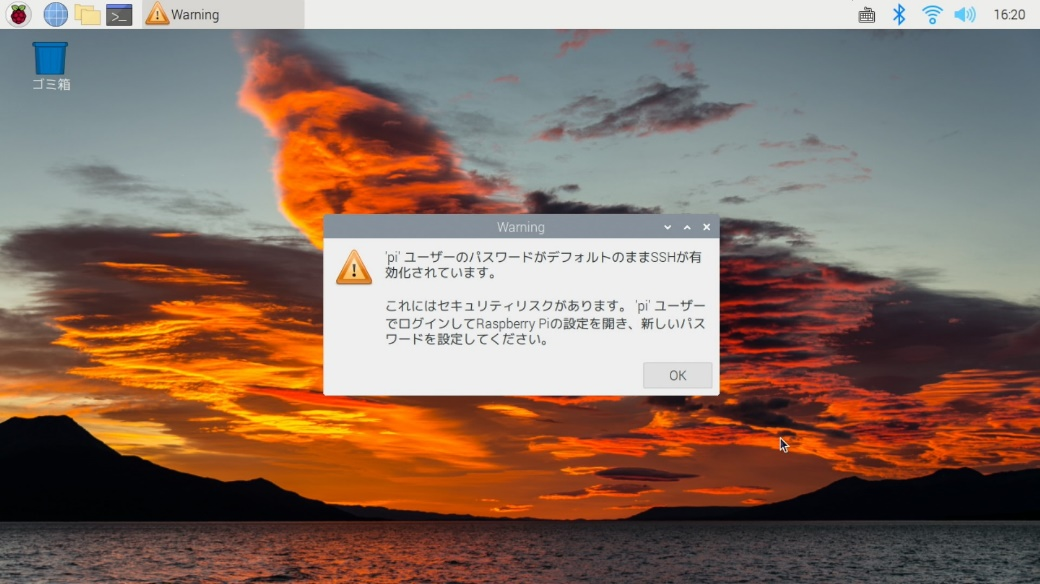 Warning
16:20
ゴミ箱
Warning
'pi' ユーザーのパスワードがデフォルトのままSSHが有
効化されています。
これにはセキュリティリスクがあります。 'pi' ユーザー
でログインしてRaspberry Piの設定を開き、新しいパス
ワードを設定してください。
OK